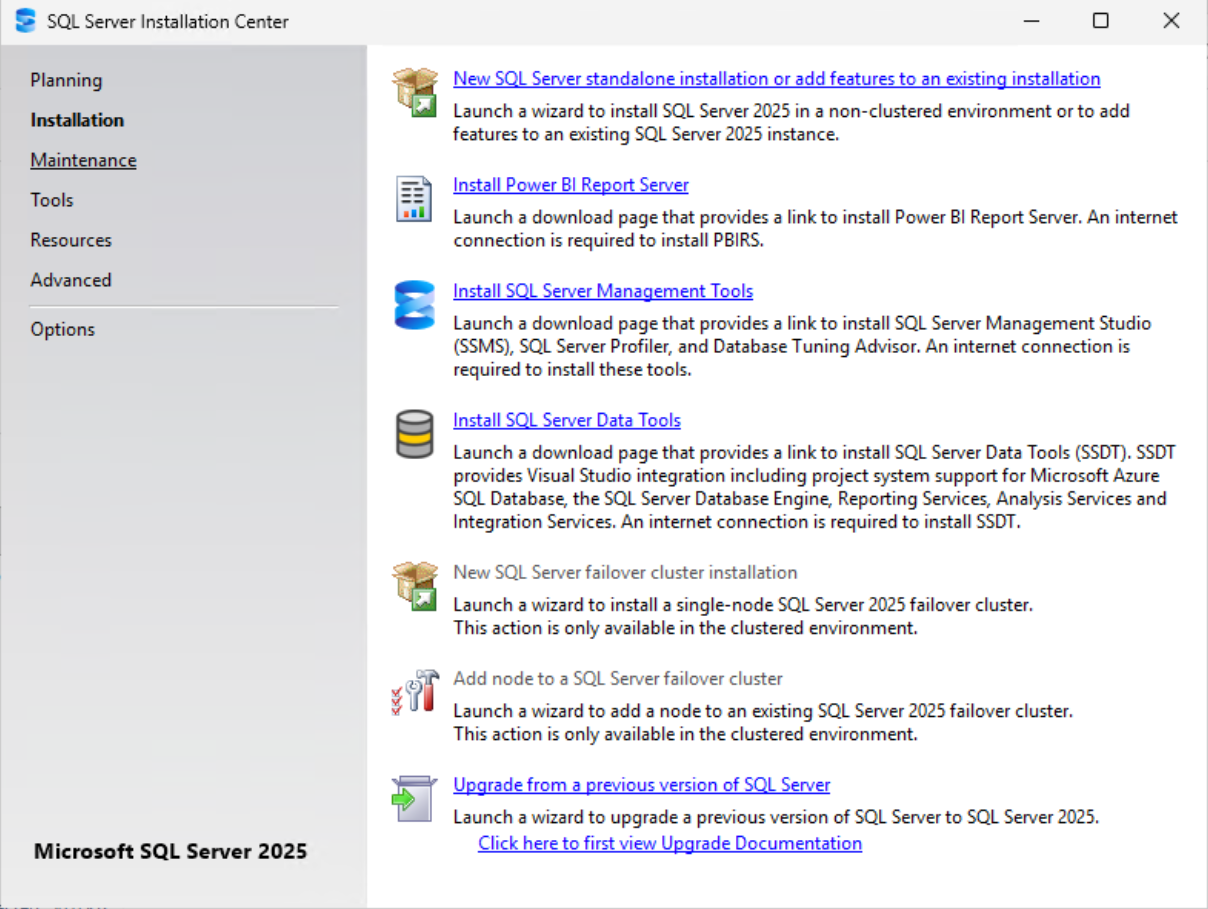 SQL Server Installation Center
Planning
Installation
Maintenance
Tools
Resources
Advanced
Options
Microsoft SQL Server 2025
New SQL Server standalone installation or add features to an existing installation
Launch a wizard to install SQL Server 2025 in a non-clustered environment or to add
features to an existing SQL Server 2025 instance.
Install Power BI Report Server
Launch a download page that provides a link to install Power BI Report Server. An internet
connection is required to install PBIRS.
Install SQL Server Management Tools
Launch a download page that provides a link to install SQL Server Management Studio
(SSMS), SQL Server Profiler, and Database Tuning Advisor. An internet connection is
required to install these tools.
Install SQL Server Data Tools
Launch a download page that provides a link to install SQL Server Data Tools (SSDT). SSDT
provides Visual Studio integration including project system support for Microsoft Azure
SQL Database, the SQL Server Database Engine, Reporting Services, Analysis Services and
Integration Services. An internet connection is required to install SSDT.
New SQL Server failover cluster installation
Launch a wizard to install a single-node SQL Server 2025 failover cluster.
This action is only available in the clustered environment.
Add node to a SQL Server failover cluster
Launch a wizard to add a node to an existing SQL Server 2025 failover cluster.
This action is only available in the clustered environment.
Upgrade from a previous version of SQL Server
Launch a wizard to upgrade a previous version of SQL Server to SQL Server 2025.
Click here to first view Upgrade Documentation